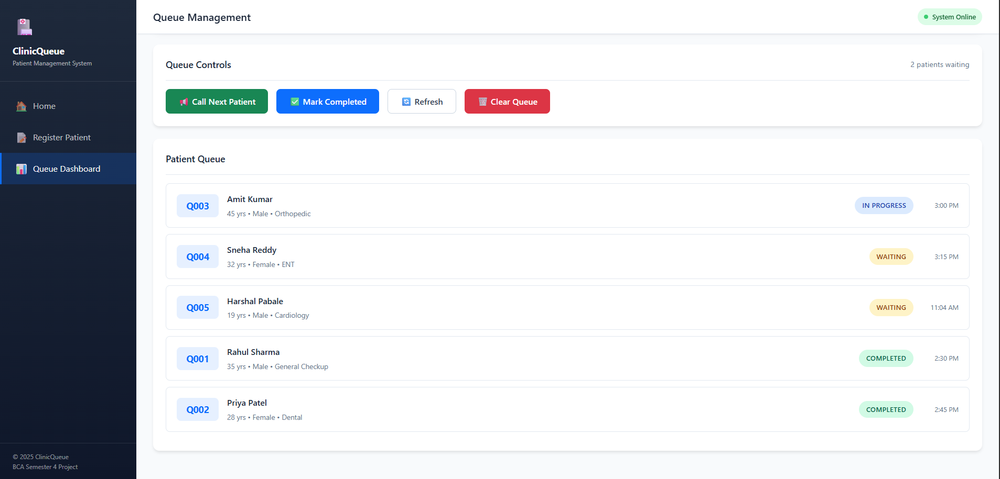 ClinicQueue
Patient Management System
Home
Register Patient
Queue Dashboard
© 2025 ClinicQueue
BCA Semester 4 Project
Queue Management
System Online
Queue Controls
2 patients waiting
Call Next Patient
Mark Completed
Refresh
Clear Queue
Patient Queue
Q003
Amit Kumar
45 yrs • Male • Orthopedic
IN PROGRESS
3:00 PM
Q004
Sneha Reddy
32 yrs • Female • ENT
WAITING
3:15 PM
Q005
Harshal Pabale
19 yrs • Male • Cardiology
WAITING
11:04 AM
Q001
Rahul Sharma
35 yrs • Male • General Checkup
COMPLETED
2:30 PM
Q002
Priya Patel
28 yrs • Female • Dental
COMPLETED
2:45 PM